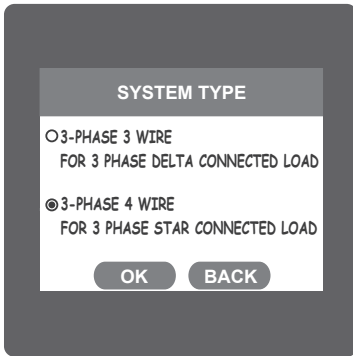 SYSTEM TYPE
3-PHASE 3 WIRE
FOR 3 PHASE DELTA CONNECTED LOAD
3-PHASE 4 WIRE
FOR 3 PHASE STAR CONNECTED LOAD
OK BACK